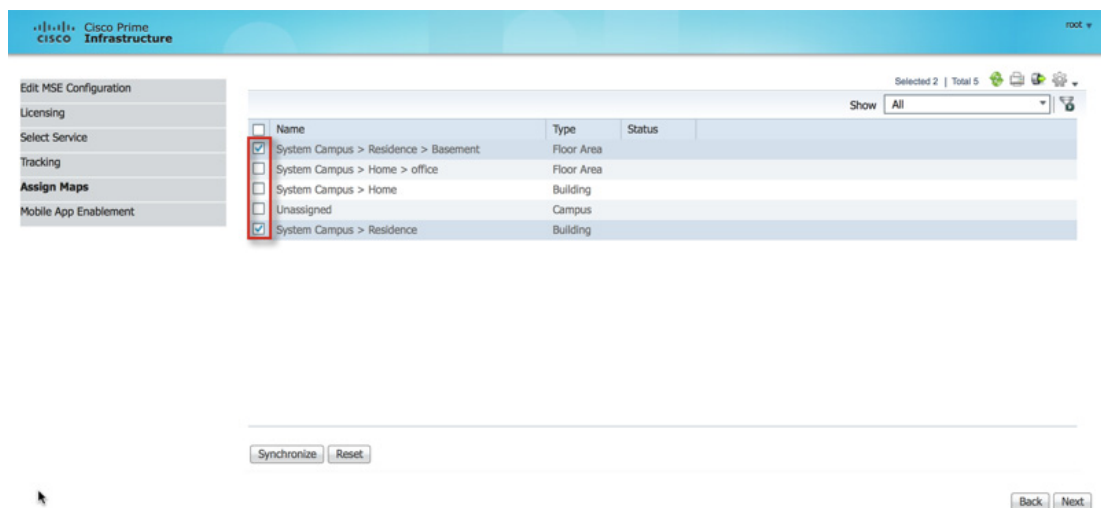 Cisco Prime
CISCO Infrastructure
root
Edit MSE Configuration
Licensing
Select Service
Tracking
Assign Maps
Mobile App Enablement
Selected 2 | Total 5
Show All
Name Type Status
System Campus > Residence > Basement Floor Area
System Campus > Home > office Floor Area
System Campus > Home Building
Unassigned Campus
System Campus > Residence Building
Synchronize Reset
Back Next